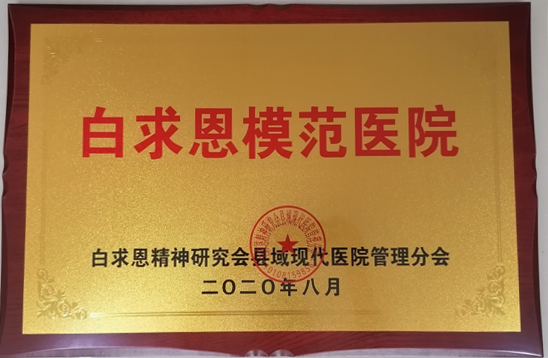 白求恩模范医院
白求恩精神研究会县域现代医院管理分会
二〇二〇年八月